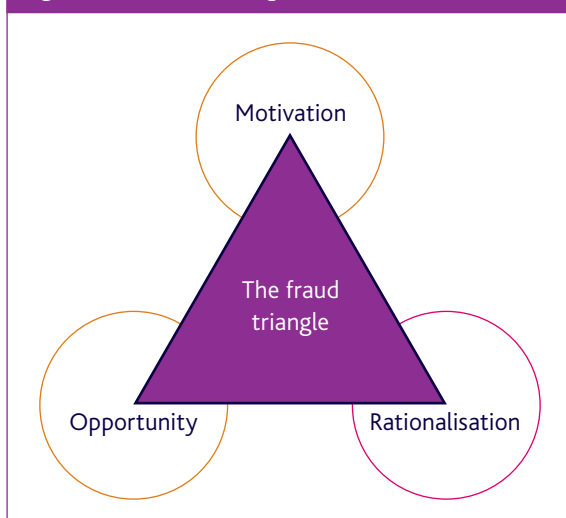 Motivation
The fraud
triangle
Opportunity
Rationalisation